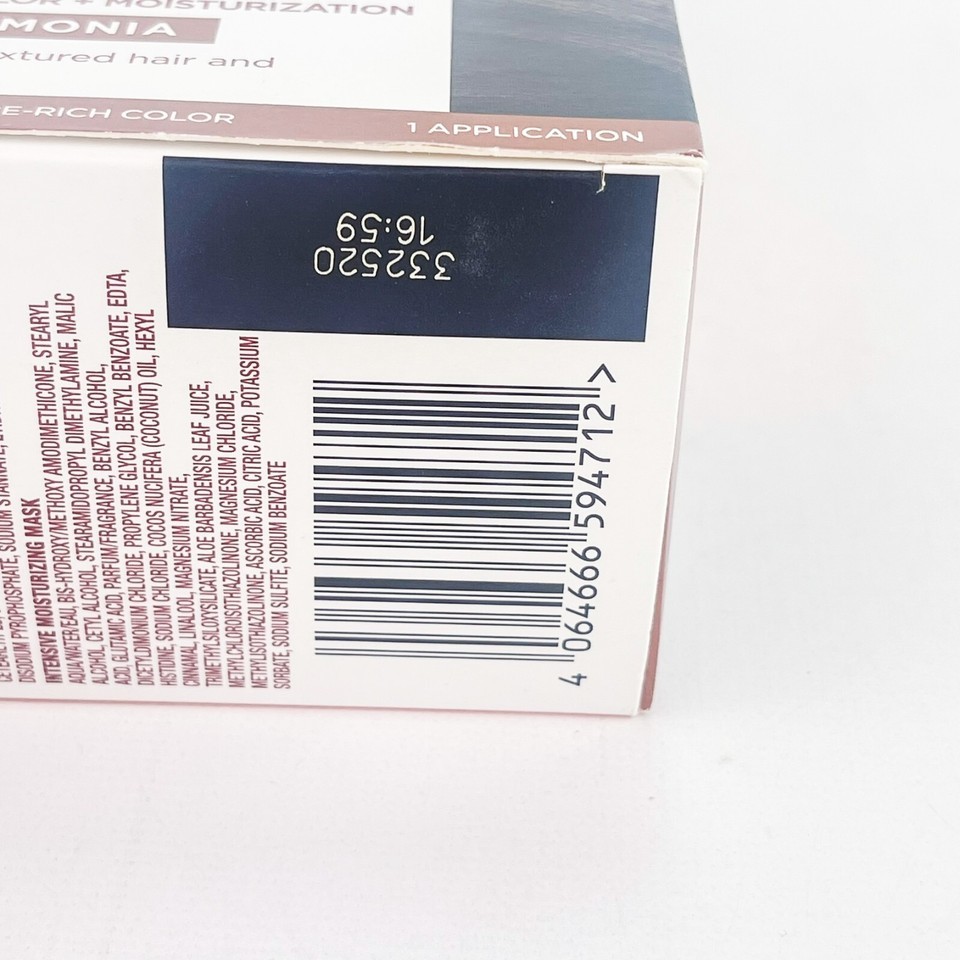 LOR + MOISTURIZATION
MONIA
xtured hair and
E-RICH COLOR
1 APPLICATION
332520
16:59
DISODIUM PYROPHOSPHATE, SODIUM STANNATE,
INTENSIVE MOISTURIZING MASK
AQUA/WATER/EAU, BIS-HYDROXY/METHOXY AMODIMETHICONE, STEARYL
ALCOHOL, CETYL ALCOHOL, STEARAMIDOPROPYL DIMETHYLAMINE, MALIC
ACID, GLUTAMIC ACID, PARFUM/FRAGRANCE, BENZYL ALCOHOL,
DICETYLDIMONIUM CHLORIDE, PROPYLENE GLYCOL, BENZYL BENZOATE, EDTA,
HISTIDINE, SODIUM CHLORIDE, COCOS NUCIFERA (COCONUT) OIL, HEXYL
CINNAMAL, LINALOOL, MAGNESIUM NITRATE,
TRIMETHYLSILOXYSILICATE, ALOE BARBADENSIS LEAF JUICE,
METHYLCHLOROISOTHIAZOLINONE, MAGNESIUM CHLORIDE,
METHYLISOTHIAZOLINONE, ASCORBIC ACID, CITRIC ACID, POTASSIUM
SORBATE, SODIUM SULFITE, SODIUM BENZOATE
4 064666 594712 >